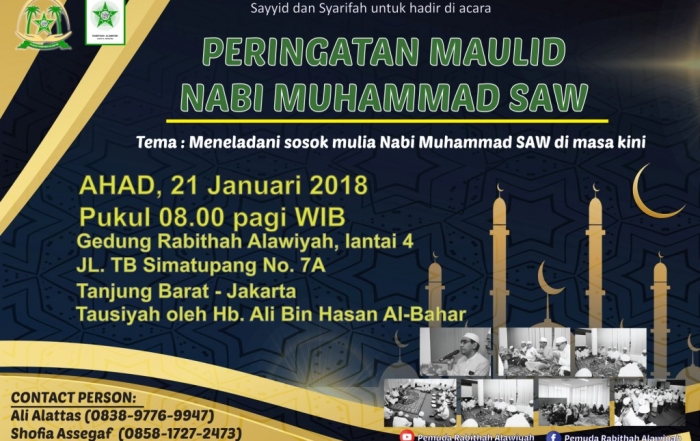 Sayyid dan Syarifah untuk hadir di acara
PERINGATAN MAULID
NABI MUHAMMAD SAW
Tema : Meneladani sosok mulia Nabi Muhammad SAW di masa kini
AHAD, 21 Januari 2018
Pukul 08.00 pagi WIB
Gedung Rabithah Alawiyah, lantai 4
JL. TB Simatupang No. 7A
Tanjung Barat - Jakarta
Tausiyah oleh Hb. Ali Bin Hasan Al-Bahar
CONTACT PERSON:
Ali Alattas (0838-9776-9947)
Shofia Assegaf (0858-1727-2473)
Pemuda Rabithah Alawiyah
Pemuda Rabithah Alawiyah